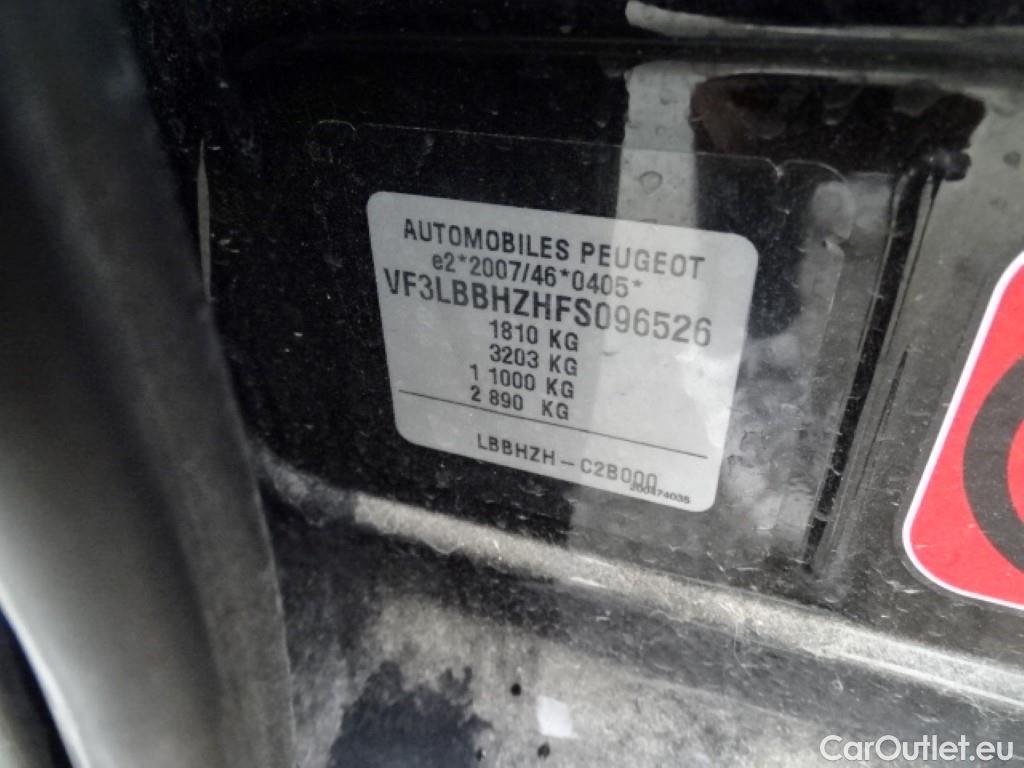 AUTOMOBILES PEUGEOT
e2*2007/46*0405*
VF3LBBHZHFS096526
1810 KG
3203 KG
1 1000 KG
2 890 KG
LBBHZH - C2B000
CarOutlet.eu